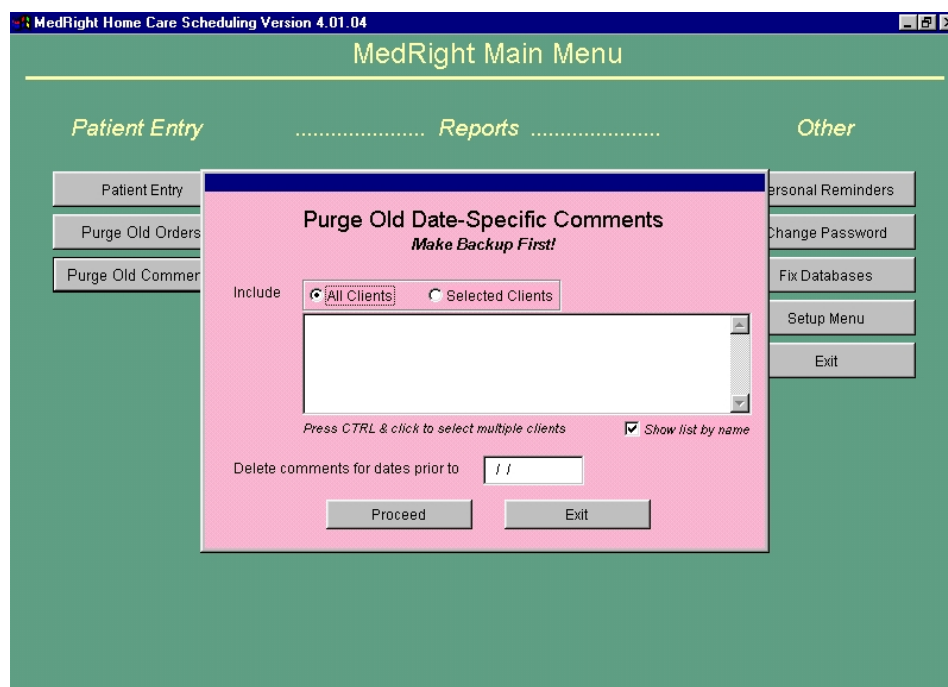 MedRight Home Care Scheduling Version 4.01.04
MedRight Main Menu
Patient Entry ...................... Reports ...................... Other
Patient Entry
Purge Old Orders
Purge Old Commen
ersonal Reminders
Change Password
Fix Databases
Setup Menu
Exit
Purge Old Date-Specific Comments
Make Backup First!
Include All Clients Selected Clients
Press CTRL & click to select multiple clients Show list by name
Delete comments for dates prior to / /
Proceed Exit